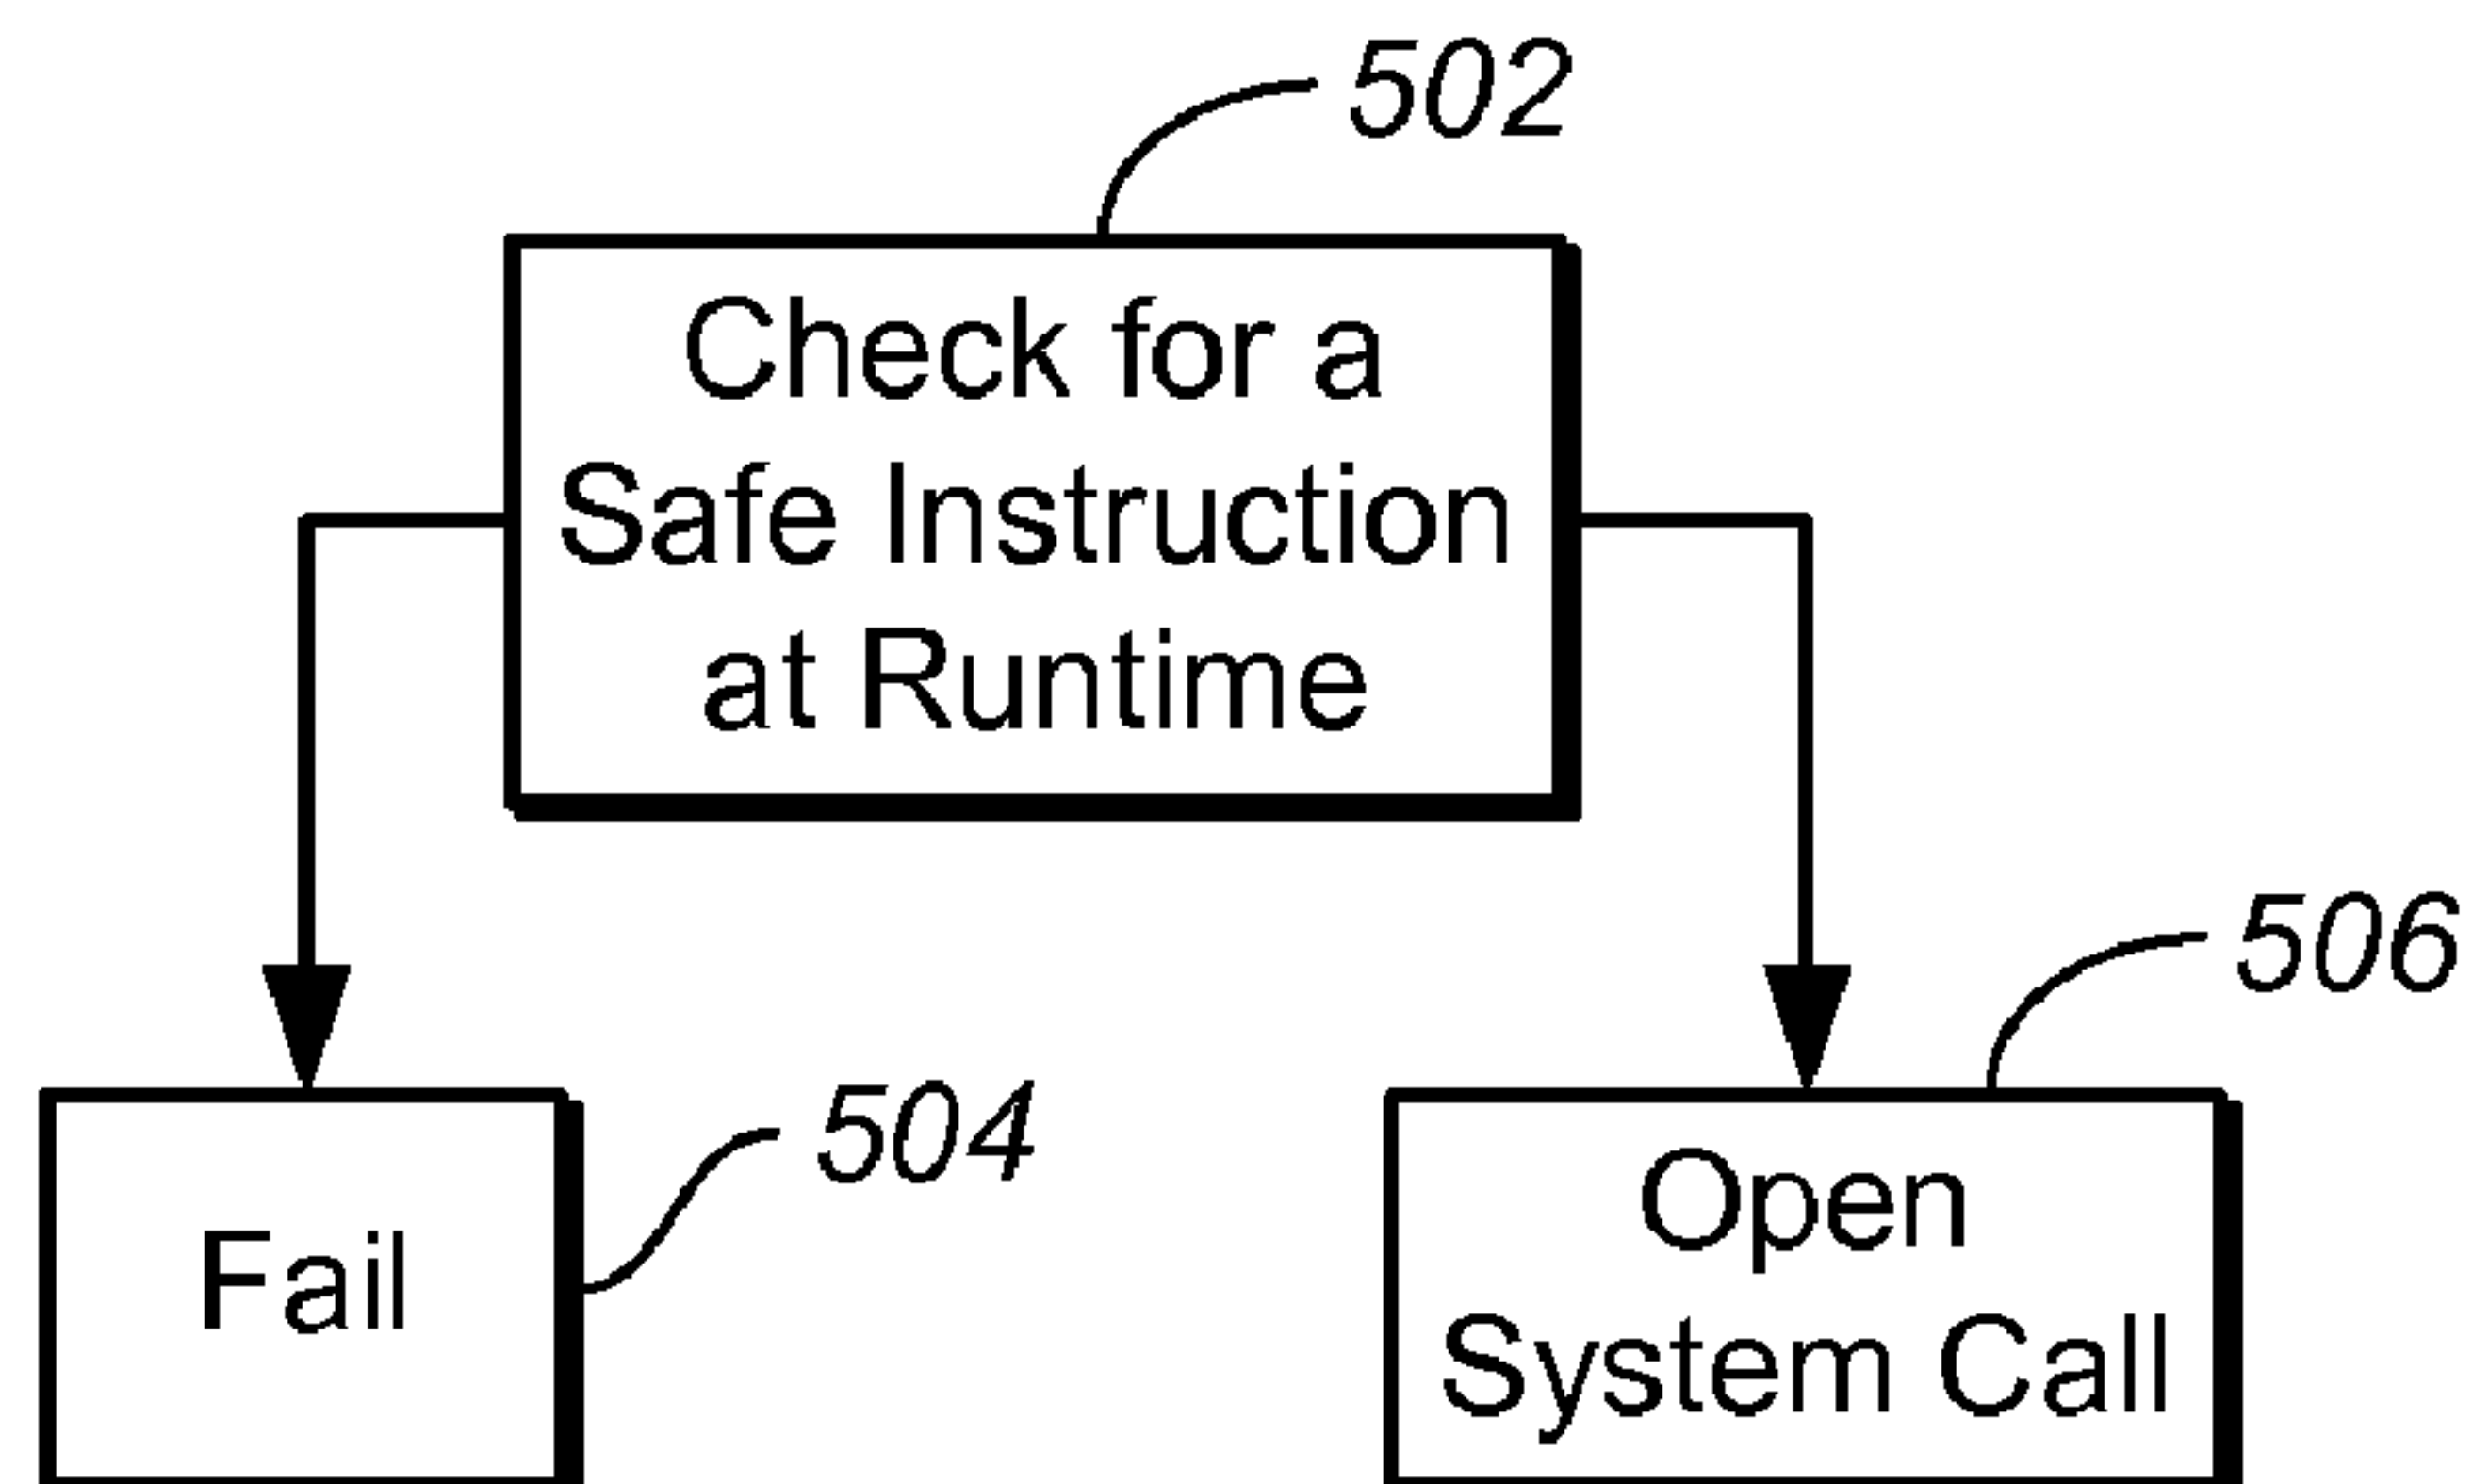 502
Check for a
Safe Instruction
at Runtime
506
504
Fail
Open
System Call